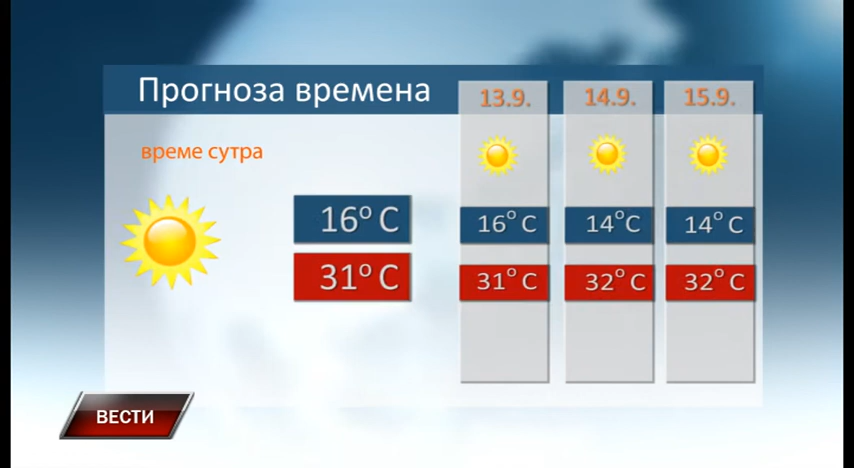 Прогноза времена
време сутра
16° C
31° C
13.9.
16° C
31° C
14.9.
14°C
32° C
15.9.
14° C
32° C
ВЕСТИ